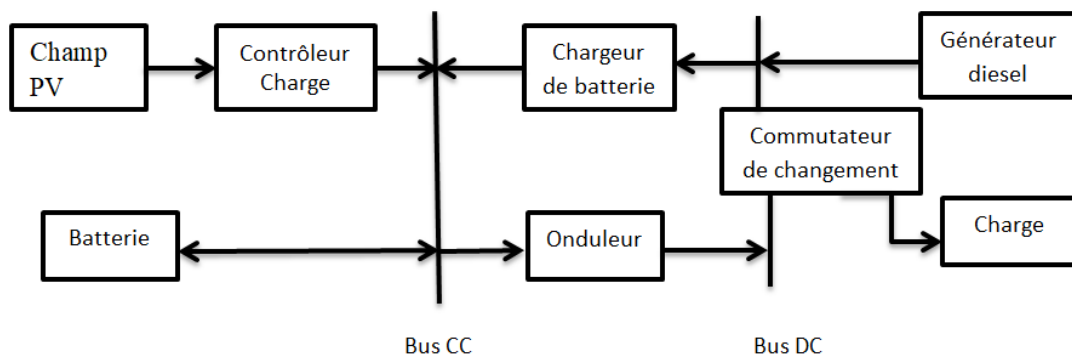 Champ
PV
Contrôleur
Charge
Chargeur
de batterie
Générateur
diesel
Commutateur
de changement
Batterie
Onduleur
Charge
Bus CC
Bus DC